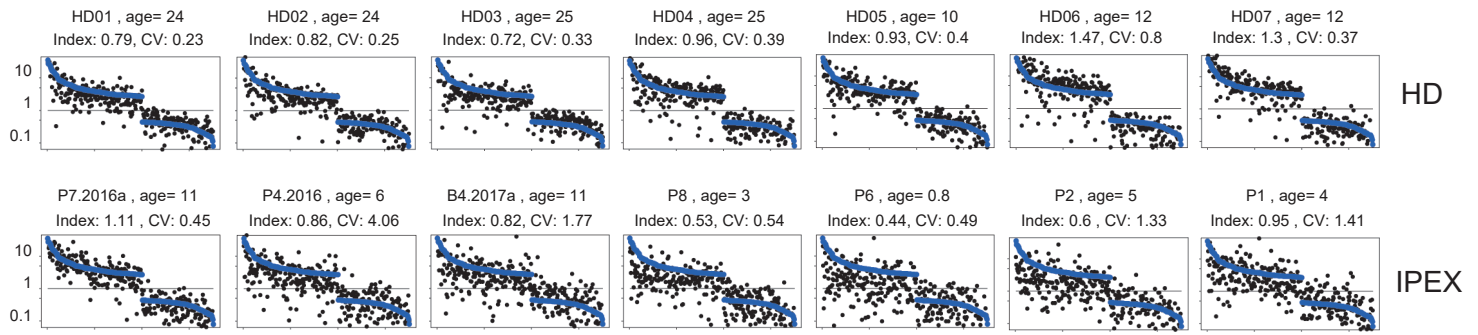 HD01 , age= 24
Index: 0.79, CV: 0.23
HD02 , age= 24
Index: 0.82, CV: 0.25
HD03 , age= 25
Index: 0.72, CV: 0.33
HD04 , age= 25
Index: 0.96, CV: 0.39
HD05 , age= 10
Index: 0.93, CV: 0.4
HD06 , age= 12
Index: 1.47, CV: 0.8
HD07 , age= 12
Index: 1.3 , CV: 0.37
10
1
0.1
HD
P7.2016a , age= 11
Index: 1.11 , CV: 0.45
P4.2016 , age= 6
Index: 0.86, CV: 4.06
B4.2017a , age= 11
Index: 0.82, CV: 1.77
P8 , age= 3
Index: 0.53, CV: 0.54
P6 , age= 0.8
Index: 0.44, CV: 0.49
P2 , age= 5
Index: 0.6 , CV: 1.33
P1 , age= 4
Index: 0.95 , CV: 1.41
10
1
0.1
IPEX